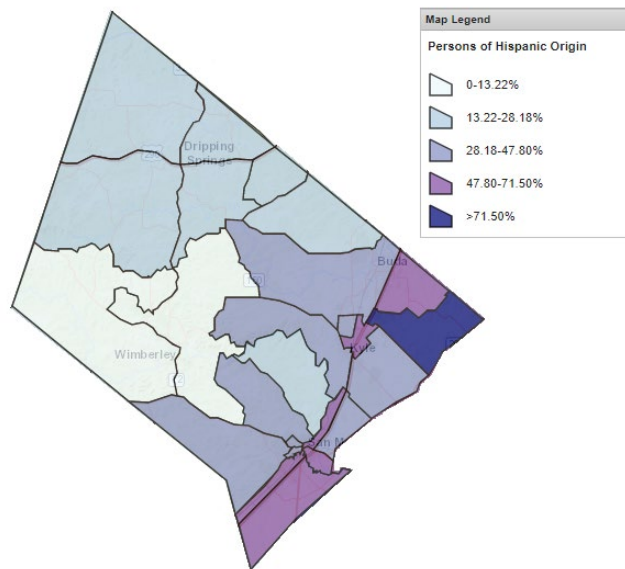 Map Legend
Persons of Hispanic Origin
0-13.22%
13.22-28.18%
28.18-47.80%
47.80-71.50%
>71.50%
Dripping
Springs
Buda
Kyle
Wimberley
San M